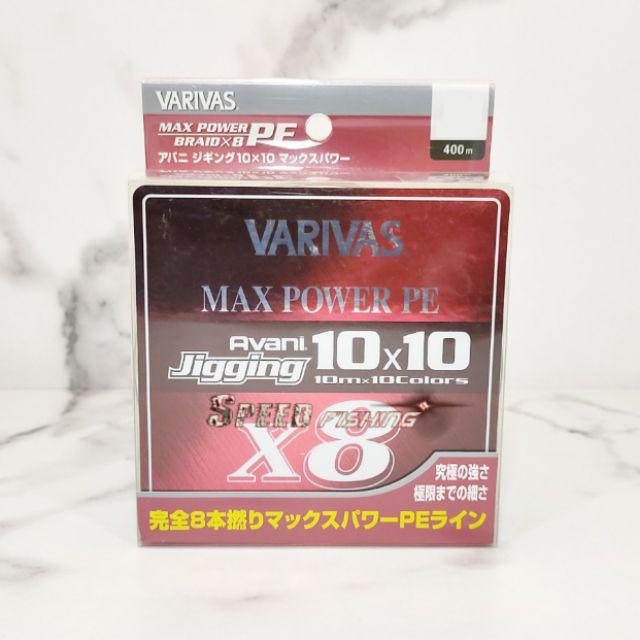 VARIVAS
MAX POWER PE
BRAID×8
アバニ ジギング10×10 マックスパワー
400m
VARIVAS
MAX POWER PE
Avani
Jigging 10×10
10m×10Colors
SPEED FISHING
X8
究極の強さ
極限までの細さ
完全8本撚りマックスパワーPEライン